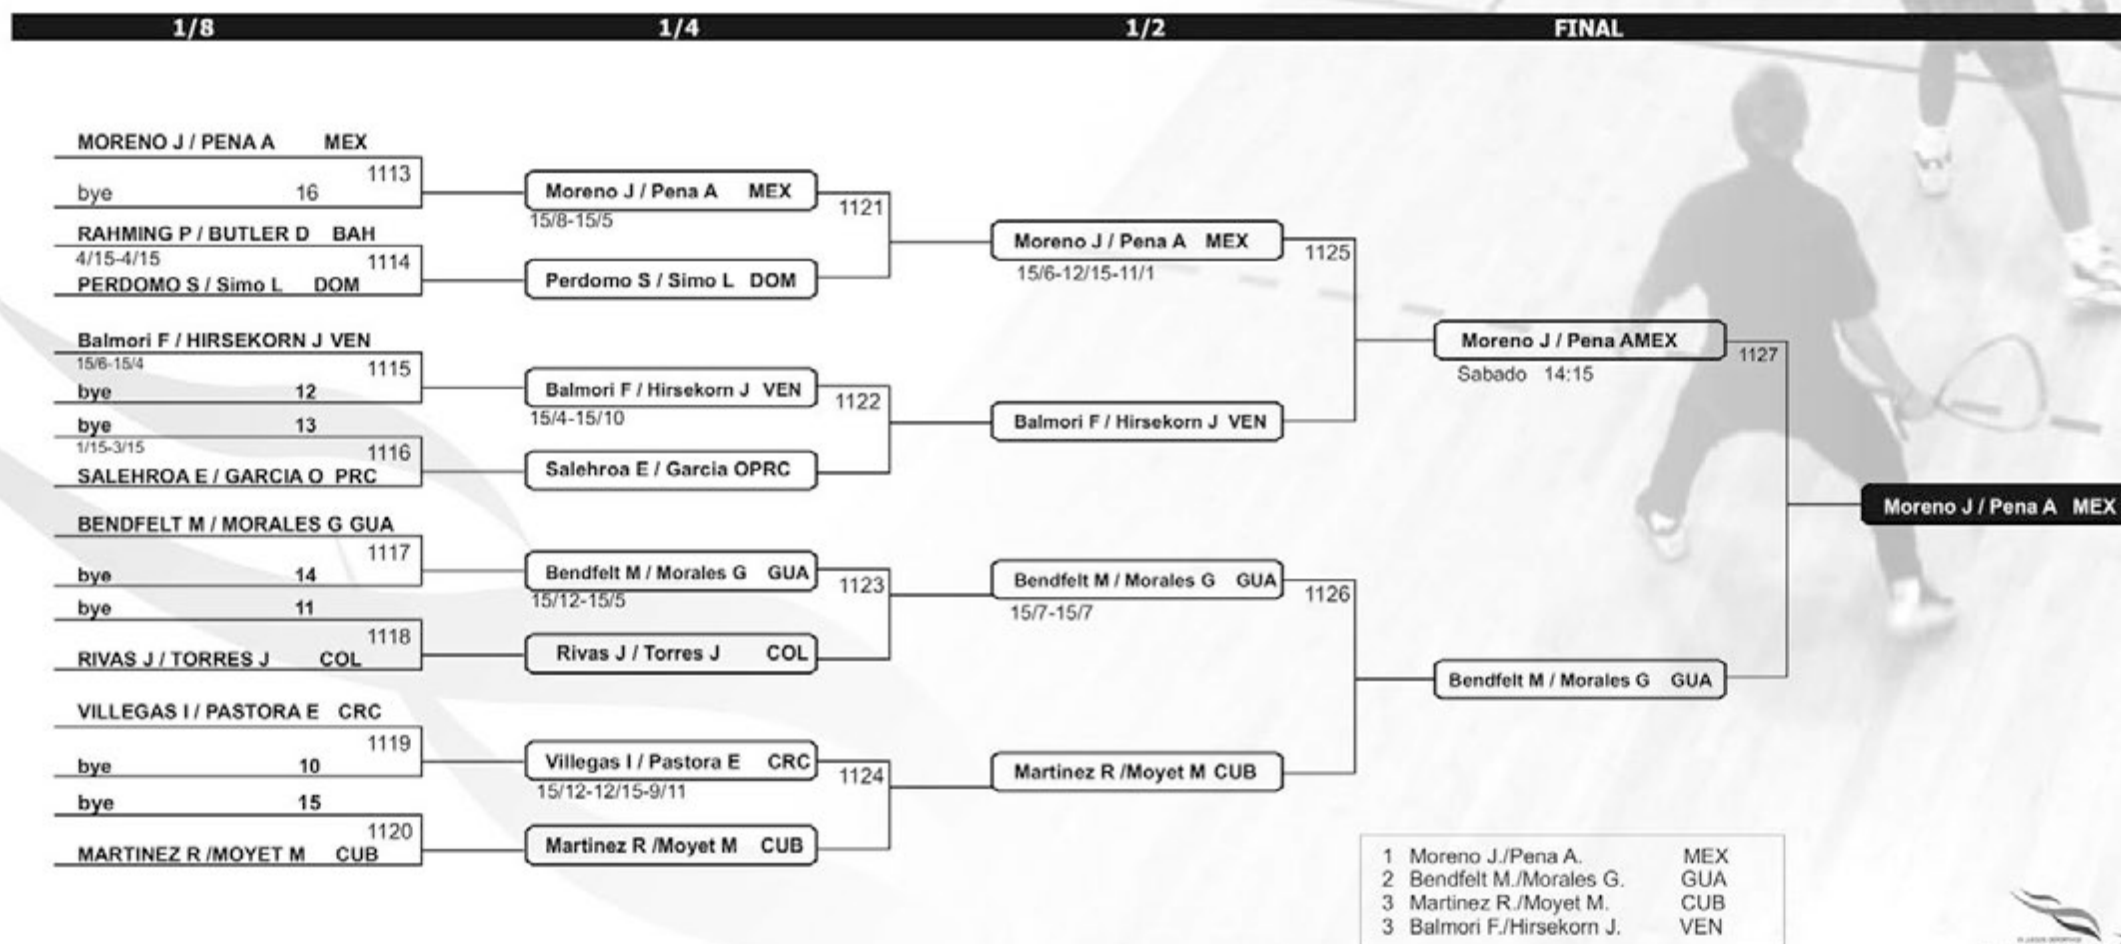 1/8 1/4 1/2 FINAL
MORENO J / PENA A MEX
1113
bye 16
RAHMING P / BUTLER D BAH
4/15-4/15
1114
PERDOMO S / Simo L DOM
Balmori F / HIRSEKORN J VEN
15/6-15/4
1115
bye 12
bye 13
1/15-3/15
1116
SALEHROA E / GARCIA O PRC
BENDFELT M / MORALES G GUA
1117
bye 14
bye 11
1118
RIVAS J / TORRES J COL
VILLEGAS I / PASTORA E CRC
1119
bye 10
bye 15
1120
MARTINEZ R /MOYET M CUB
Moreno J / Pena A MEX
15/8-15/5
1121
Perdomo S / Simo L DOM
Balmori F / Hirsekorn J VEN
15/4-15/10
1122
Salehroa E / Garcia OPRC
Bendfelt M / Morales G GUA
15/12-15/5
1123
Rivas J / Torres J COL
Villegas I / Pastora E CRC
15/12-12/15-9/11
1124
Martinez R /Moyet M CUB
Moreno J / Pena A MEX
15/6-12/15-11/1
1125
Balmori F / Hirsekorn J VEN
Bendfelt M / Morales G GUA
15/7-15/7
1126
Martinez R /Moyet M CUB
Moreno J / Pena AMEX
Sabado 14:15
1127
Bendfelt M / Morales G GUA
Moreno J / Pena A MEX
1 Moreno J./Pena A. MEX
2 Bendfelt M./Morales G. GUA
3 Martinez R./Moyet M. CUB
3 Balmori F./Hirsekorn J. VEN